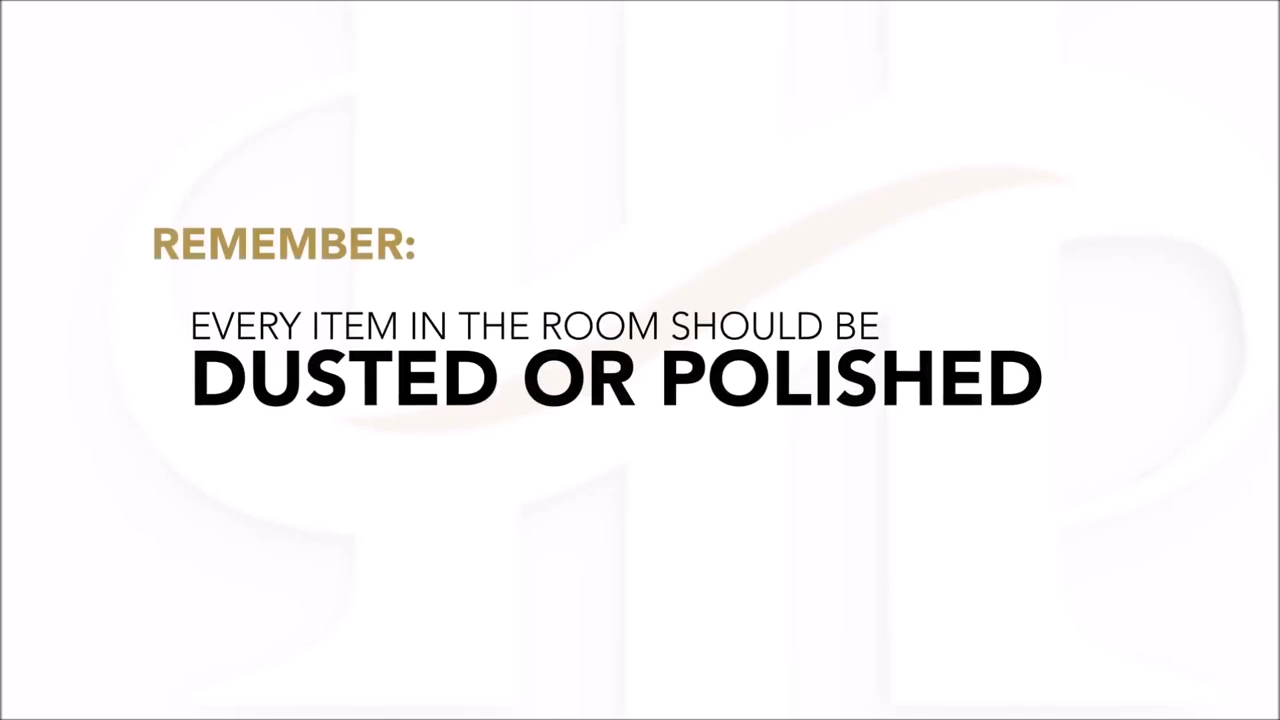 REMEMBER:
EVERY ITEM IN THE ROOM SHOULD BE
DUSTED OR POLISHED